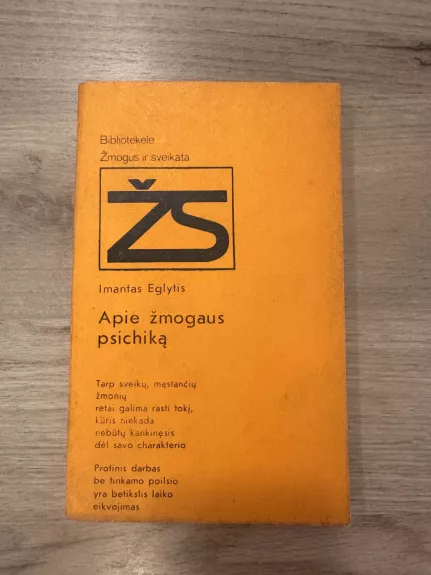 Bibliotekėlė
Žmogus ir sveikata
ŽS
Imantas Eglytis
Apie žmogaus
psichiką
Tarp sveikų, mąstančių
žmonių
retai galima rasti tokį,
kuris niekada
nebūtų kankinęsis
dėl savo charakterio
Protinis darbas
be tinkamo poilsio
yra betikslis laiko
eikvojimas